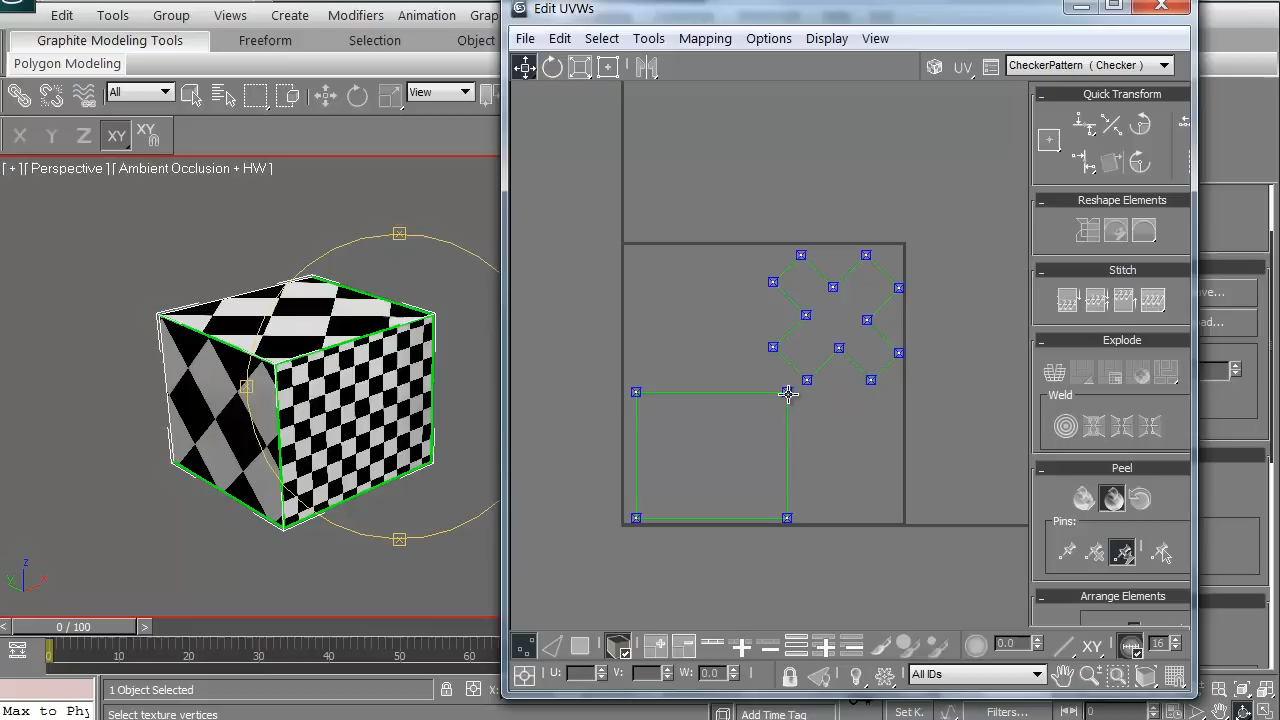 Edit UVWs
Edit Tools Group Views Create Modifiers Animation
File Edit Select Tools Mapping Options Display View
Graphite Modeling Tools Freeform Selection Object
Polygon Modeling
UV CheckerPattern ( Checker )
All View
Quick Transform
X Y Z XY XY
[ + ][ Perspective ][ Ambient Occlusion + HW ]
Reshape Elements
Stitch
Explode
Weld
Peel
Pins:
Arrange Elements
z
y x
0 / 100
0 10 20 30 40 50
0.0 XY 16
U: V: W: 0.0 All IDs
1 Object Selected X:
Max to Phy
Select texture vertices Add Time Tag Set K. Filters... 0